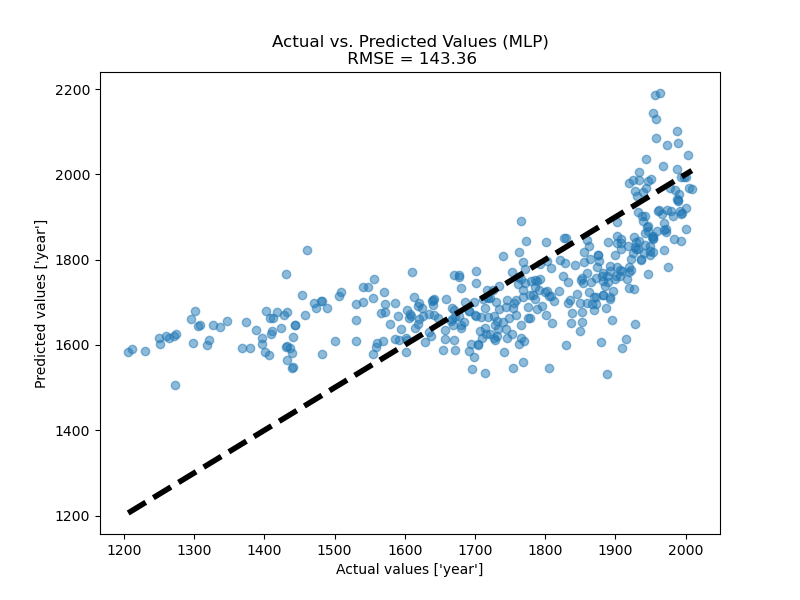 Actual vs. Predicted Values (MLP)
RMSE = 143.36
2200
2000
1800
1600
1400
1200
Predicted values ['year']
1200 1300 1400 1500 1600 1700 1800 1900 2000
Actual values ['year']